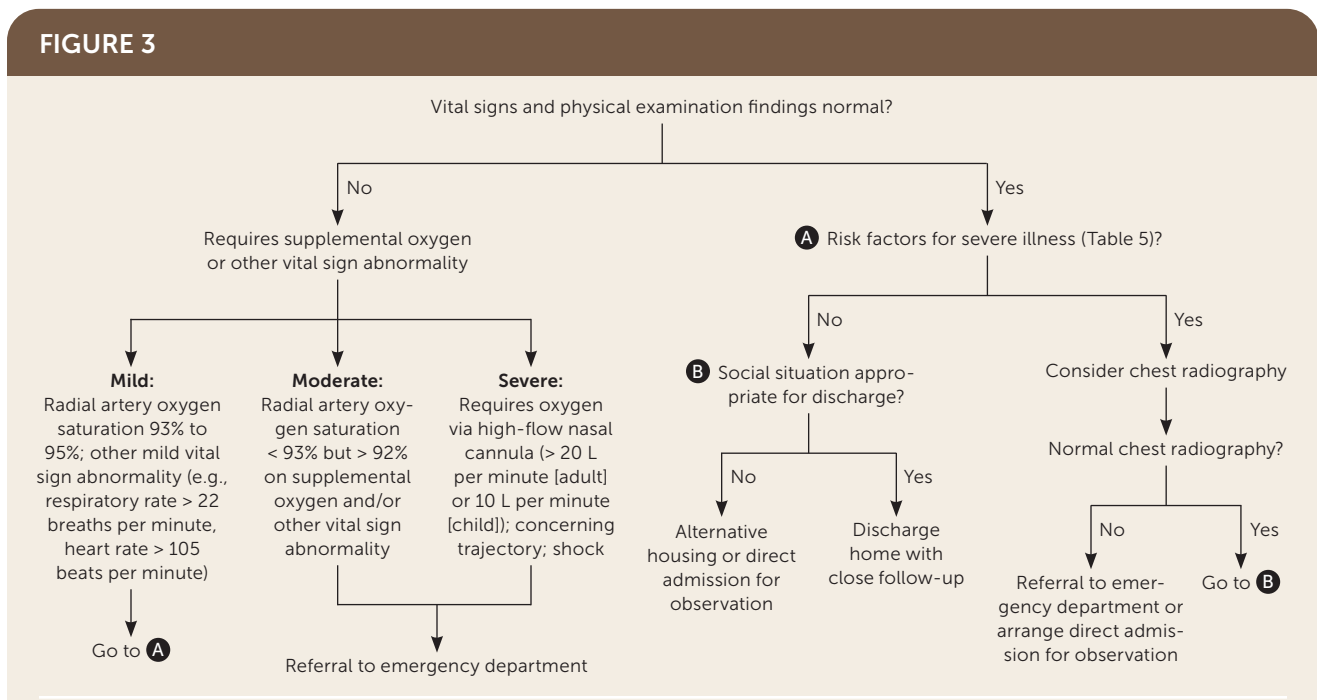 FIGURE 3
Vital signs and physical examination findings normal?
No
Yes
Requires supplemental oxygen
or other vital sign abnormality
A Risk factors for severe illness (Table 5)?
Mild:
Radial artery oxygen
saturation 93% to
95%; other mild vital
sign abnormality (e.g.,
respiratory rate > 22
breaths per minute,
heart rate > 105
beats per minute)
Go to A
Moderate:
Radial artery oxy-
gen saturation
< 93% but > 92%
on supplemental
oxygen and/or
other vital sign
abnormality
Severe:
Requires oxygen
via high-flow nasal
cannula (> 20 L
per minute [adult]
or 10 L per minute
[child]); concerning
trajectory; shock
Referral to emergency department
No
Yes
B Social situation appro-
priate for discharge?
No
Yes
Alternative
housing or direct
admission for
observation
Discharge
home with
close follow-up
Consider chest radiography
Normal chest radiography?
No
Yes
Referral to emer-
gency department or
arrange direct admis-
sion for observation
Go to B